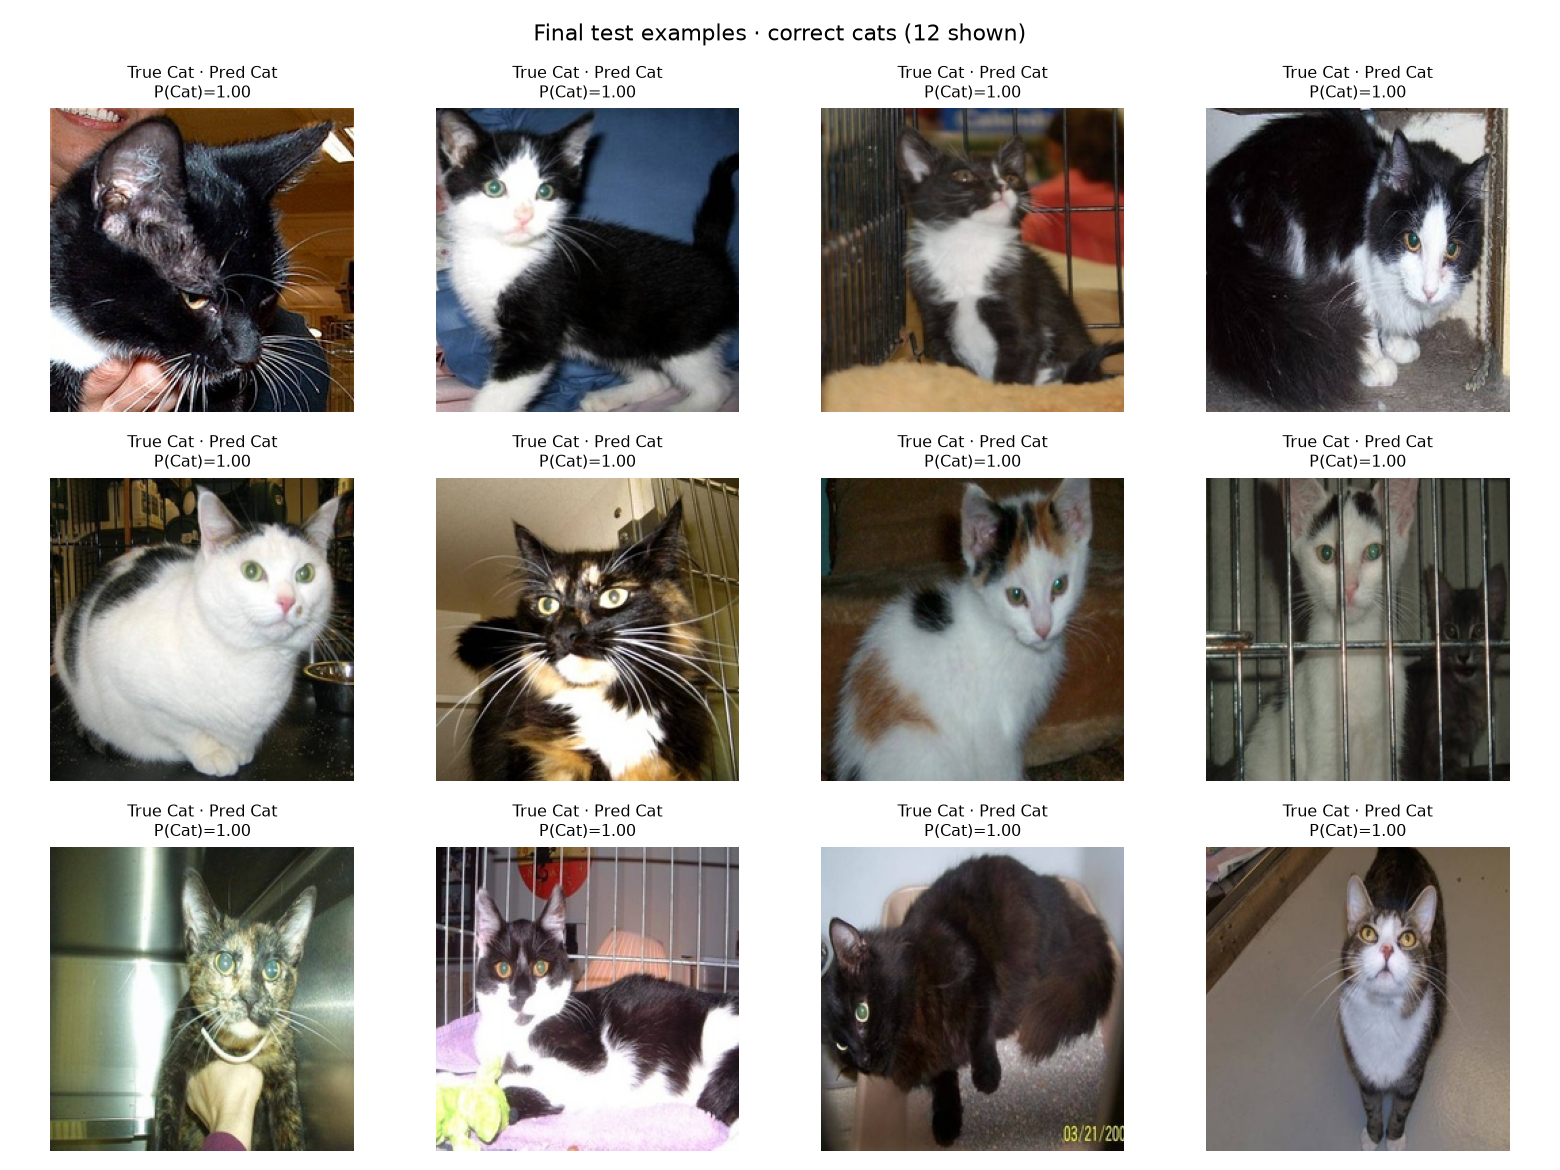 Final test examples · correct cats (12 shown)
True Cat · Pred Cat
P(Cat)=1.00
True Cat · Pred Cat
P(Cat)=1.00
True Cat · Pred Cat
P(Cat)=1.00
True Cat · Pred Cat
P(Cat)=1.00
True Cat · Pred Cat
P(Cat)=1.00
True Cat · Pred Cat
P(Cat)=1.00
True Cat · Pred Cat
P(Cat)=1.00
True Cat · Pred Cat
P(Cat)=1.00
True Cat · Pred Cat
P(Cat)=1.00
True Cat · Pred Cat
P(Cat)=1.00
True Cat · Pred Cat
P(Cat)=1.00
True Cat · Pred Cat
P(Cat)=1.00
03/21/200